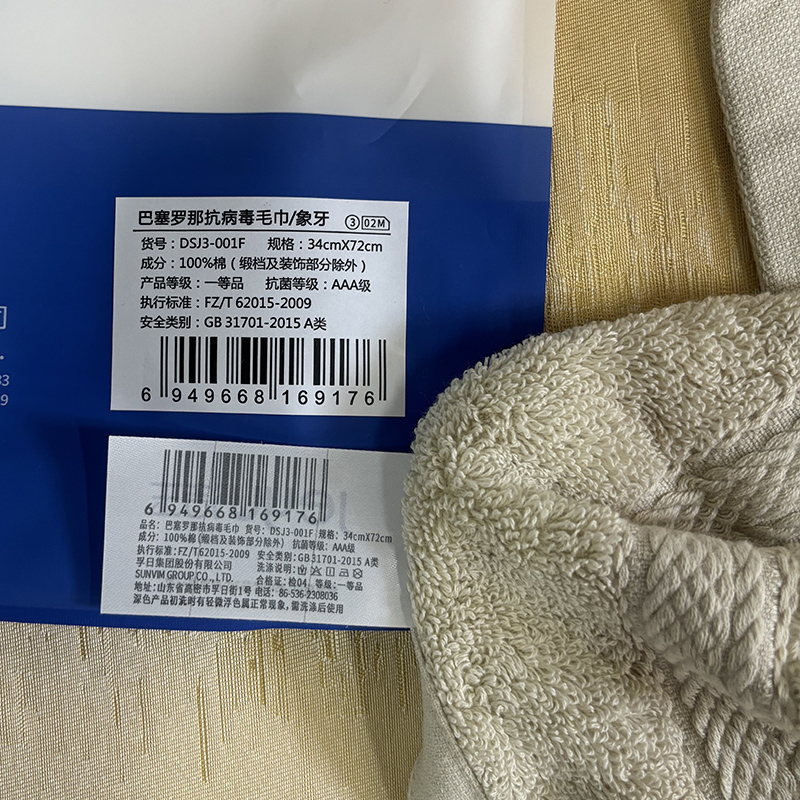 巴塞罗那抗病毒毛巾/象牙 ③ 02M
货号：DSJ3-001F 规格：34cmX72cm
成分：100%棉（缎档及装饰部分除外）
产品等级：一等品 抗菌等级：AAA级
执行标准：FZ/T 62015-2009
安全类别：GB 31701-2015 A类
6 949668 169176
6 949668 169176
品名：巴塞罗那抗病毒毛巾 货号：DSJ3-001F 规格：34cmX72cm
成分：100%棉(缎档及装饰部分除外) 抗菌等级：AAA级
执行标准：FZ/T62015-2009 安全类别：GB31701-2015 A类
孚日集团股份有限公司 洗涤说明：
SUNVIM GROUP CO., LTD. 合格证：检04 等级：一等品
地址：山东省高密市孚日街1号 电话：86-536-2308036
深色产品初洗时有轻微浮色属正常现象，需洗涤后使用